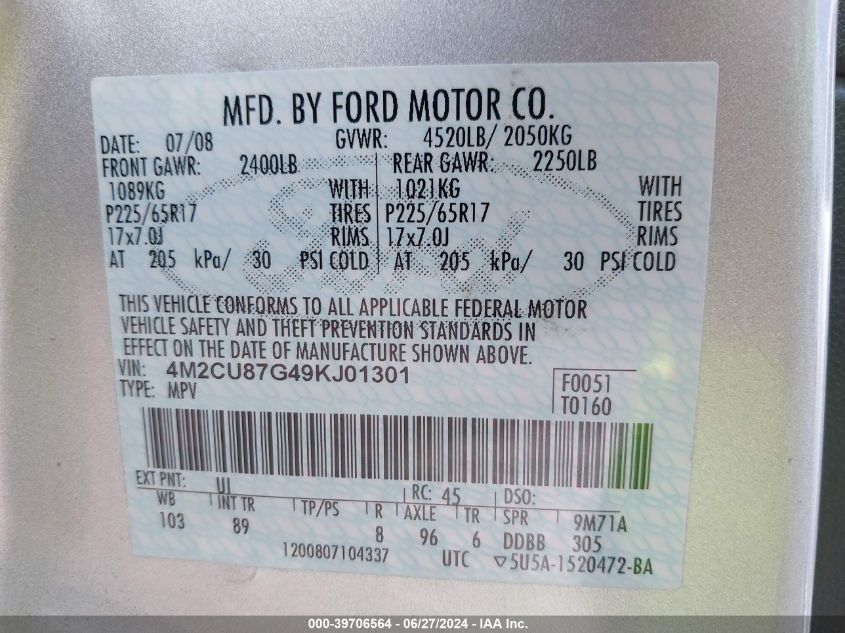 MFD. BY FORD MOTOR CO.
DATE: 07/08 GVWR: 4520LB/ 2050KG
FRONT GAWR: 2400LB REAR GAWR: 2250LB
1089KG WITH 1021KG WITH
P225/65R17 TIRES P225/65R17 TIRES
17x7.0J RIMS 17x7.0J RIMS
AT 205 kPa/ 30 PSI COLD AT 205 kPa/ 30 PSI COLD
THIS VEHICLE CONFORMS TO ALL APPLICABLE FEDERAL MOTOR
VEHICLE SAFETY AND THEFT PREVENTION STANDARDS IN
EFFECT ON THE DATE OF MANUFACTURE SHOWN ABOVE.
VIN: 4M2CU87G49KJ01301
TYPE: MPV
F0051
T0160
EXT PNT: UI RC: 45 DSO:
WB INT TR TP/PS R AXLE TR SPR 9M71A
103 89 8 96 6 DDBB 305
1200807104337 UTC ▽5U5A-1520472-BA
000-39706564 - 06/27/2024 - IAA Inc.